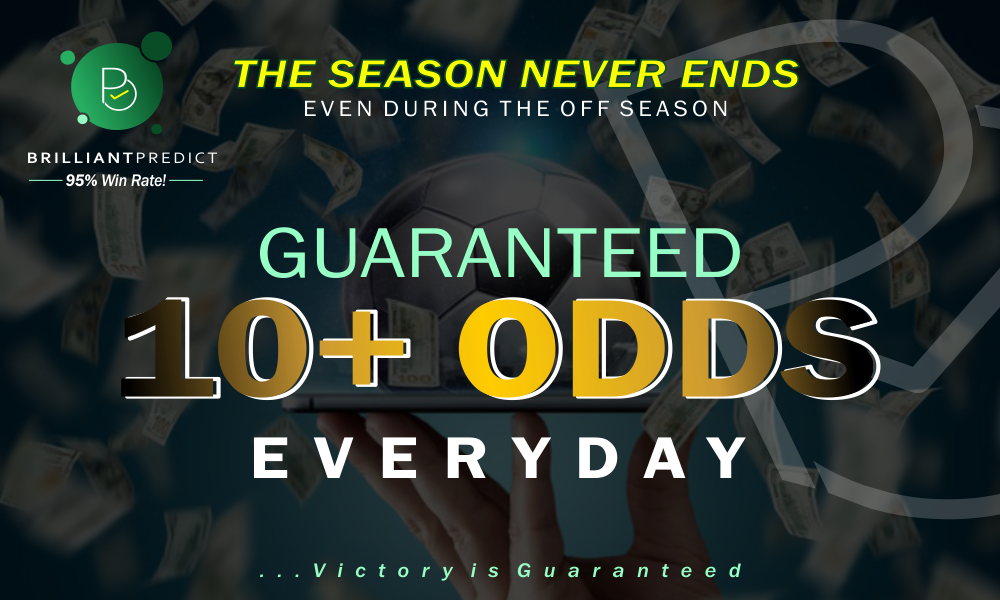 THE SEASON NEVER ENDS
EVEN DURING THE OFF SEASON
BRILLIANTPREDICT
95% Win Rate!
GUARANTEED
10+ ODDS
EVERYDAY
...Victory is Guaranteed